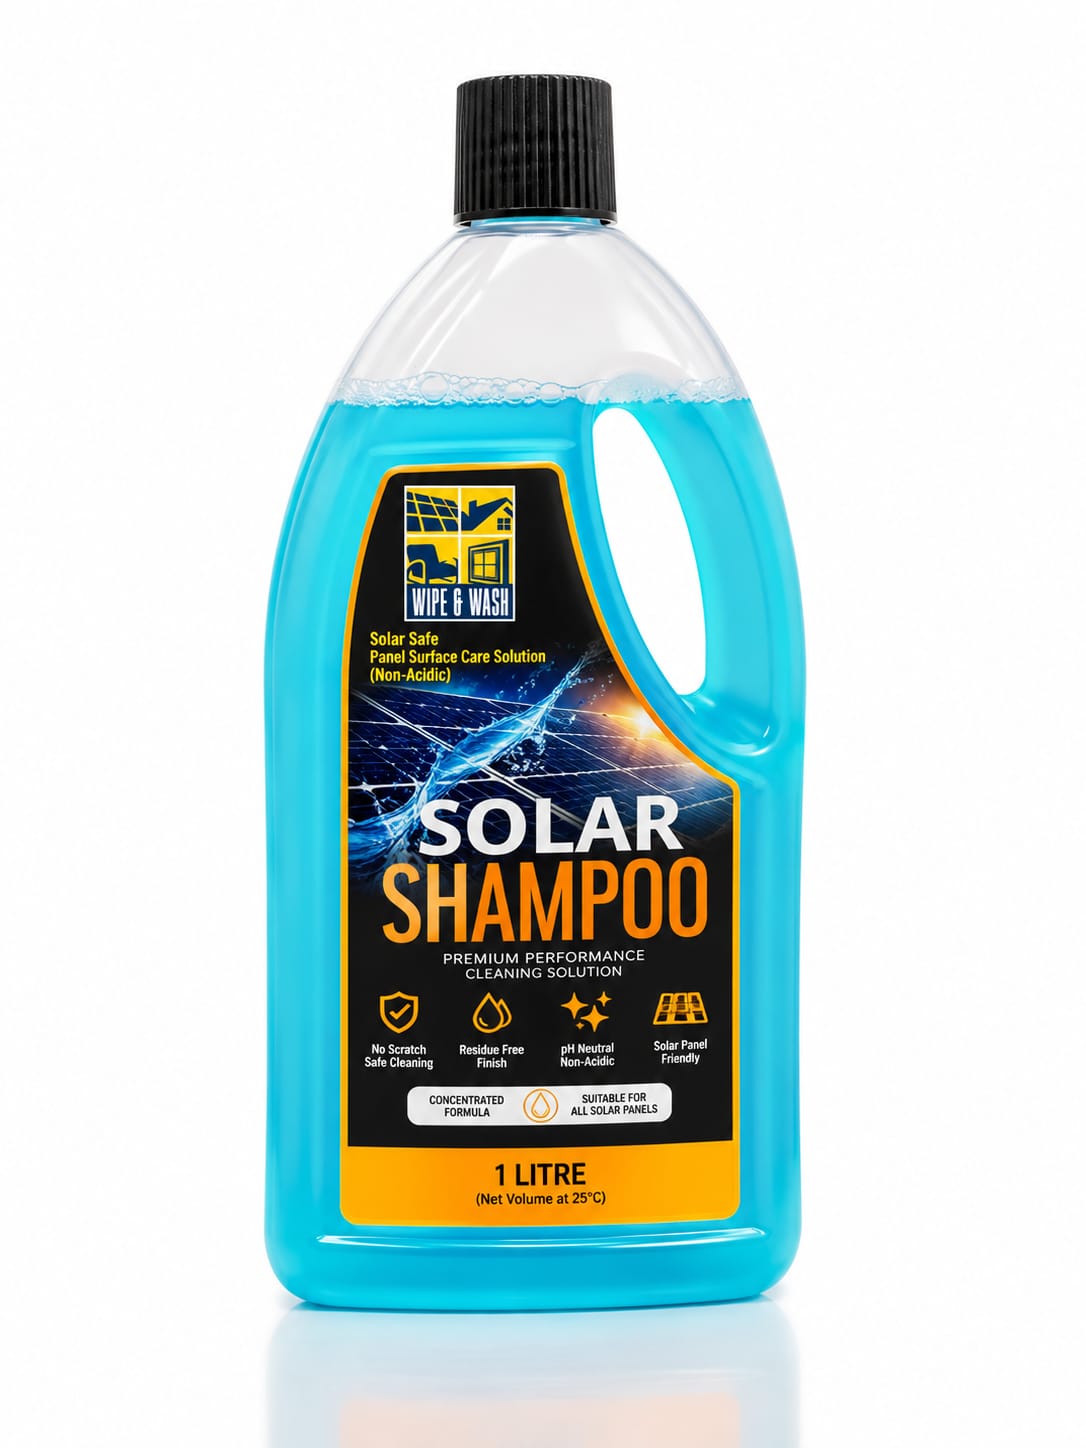 WIPE & WASH
Solar Safe
Panel Surface Care Solution
(Non-Acidic)
SOLAR
SHAMPOO
PREMIUM PERFORMANCE
CLEANING SOLUTION
No Scratch
Safe Cleaning
Residue Free
Finish
pH Neutral
Non-Acidic
Solar Panel
Friendly
CONCENTRATED
FORMULA
SUITABLE FOR
ALL SOLAR PANELS
1 LITRE
(Net Volume at 25°C)